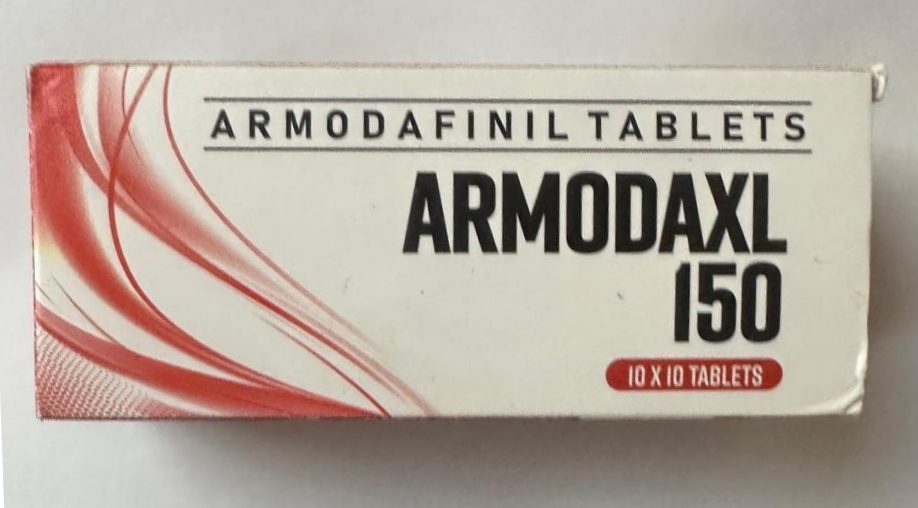 ARMODAFINIL TABLETS
ARMODAXL
150
10 X 10 TABLETS